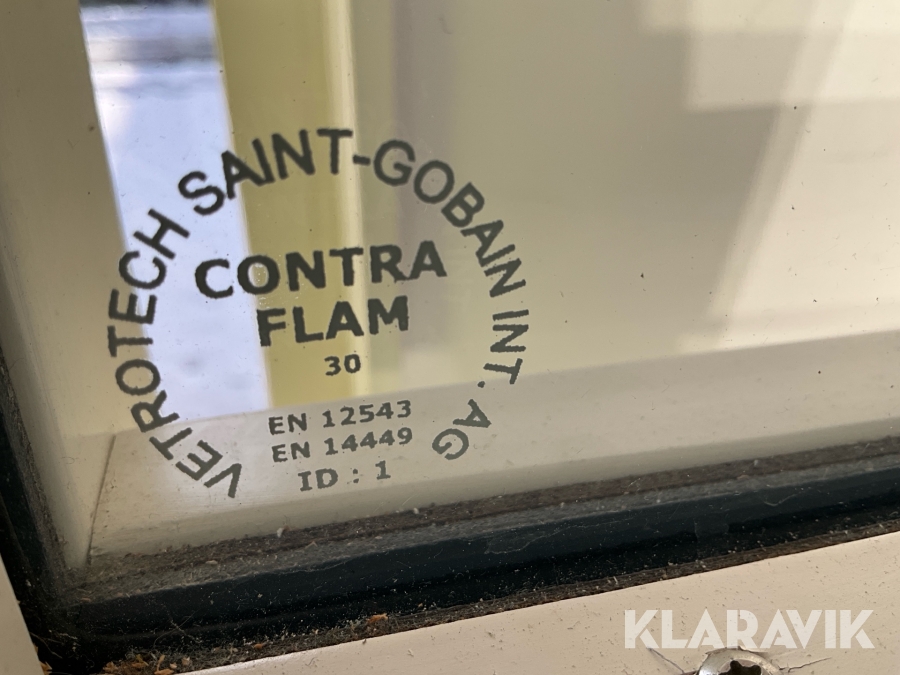 VETROTECH SAINT-GOBAIN INT. AG
CONTRA
FLAM
30
EN 12543
EN 14449
ID : 1
KLARAVIK